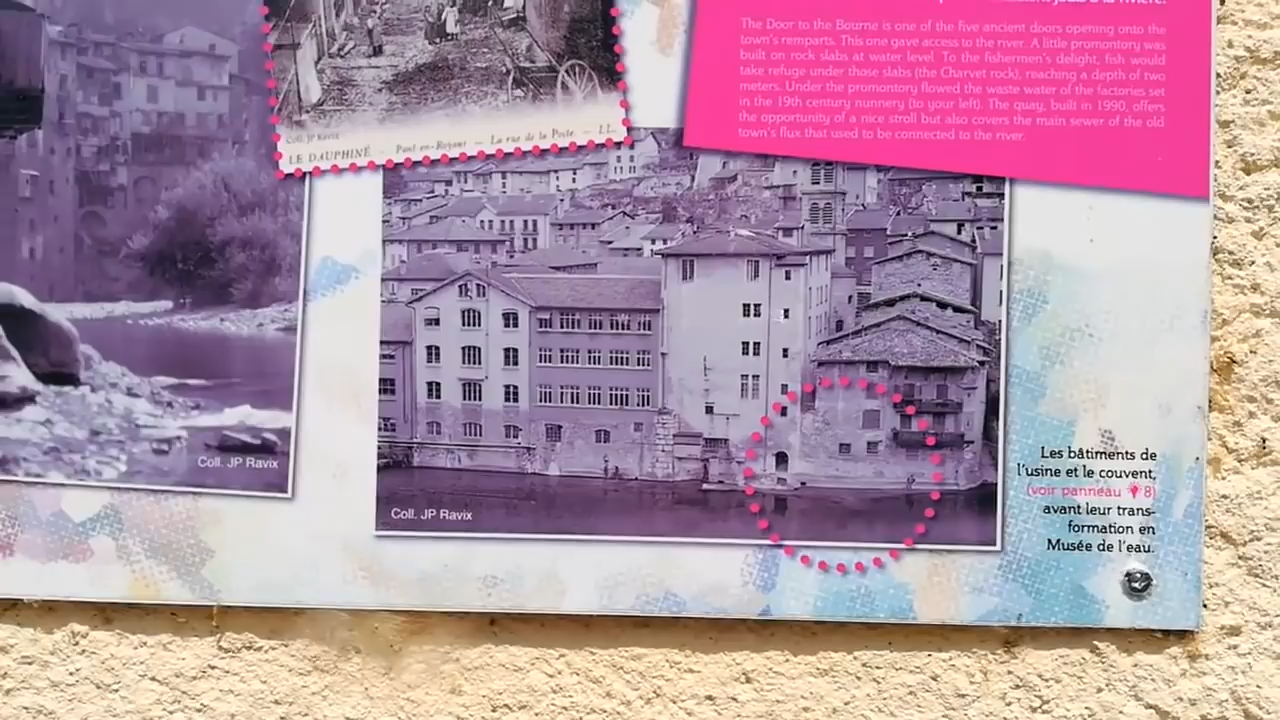 The Door to the Bourne is one of the five ancient doors opening onto the
town's remparts. This one gave access to the river. A little promontory was
built on rock slabs at water level. To the fishermen's delight, fish would
take refuge under those slabs (the Charvet rock), reaching a depth of two
meters. Under the promontory flowed the waste water of the factories set
in the 19th century nunnery (to your left). The quay, built in 1990, offers
the opportunity of a nice stroll but also covers the main sewer of the old
town's flux that used to be connected to the river.
Coll. JP Ravix
LE DAUPHINÉ - Pont-en-Royans - La rue de la Poste. - LL.
Coll. JP Ravix
Coll. JP Ravix
Les bâtiments de
l'usine et le couvent,
(voir panneau 8)
avant leur trans-
formation en
Musée de l'eau.